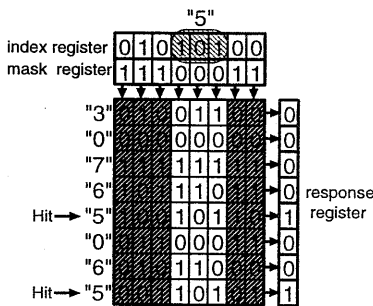 "5"
index register 0 1 0 1 0 1 0 0
mask register 1 1 1 0 0 0 1 1
"3" 0 1 1 0
"0" 0 0 0 0
"7" 1 1 1 0
"6" 1 1 0 0
Hit "5" 1 0 1 1
"0" 0 0 0 0
"6" 1 1 0 0
Hit "5" 1 0 1 1
response
register